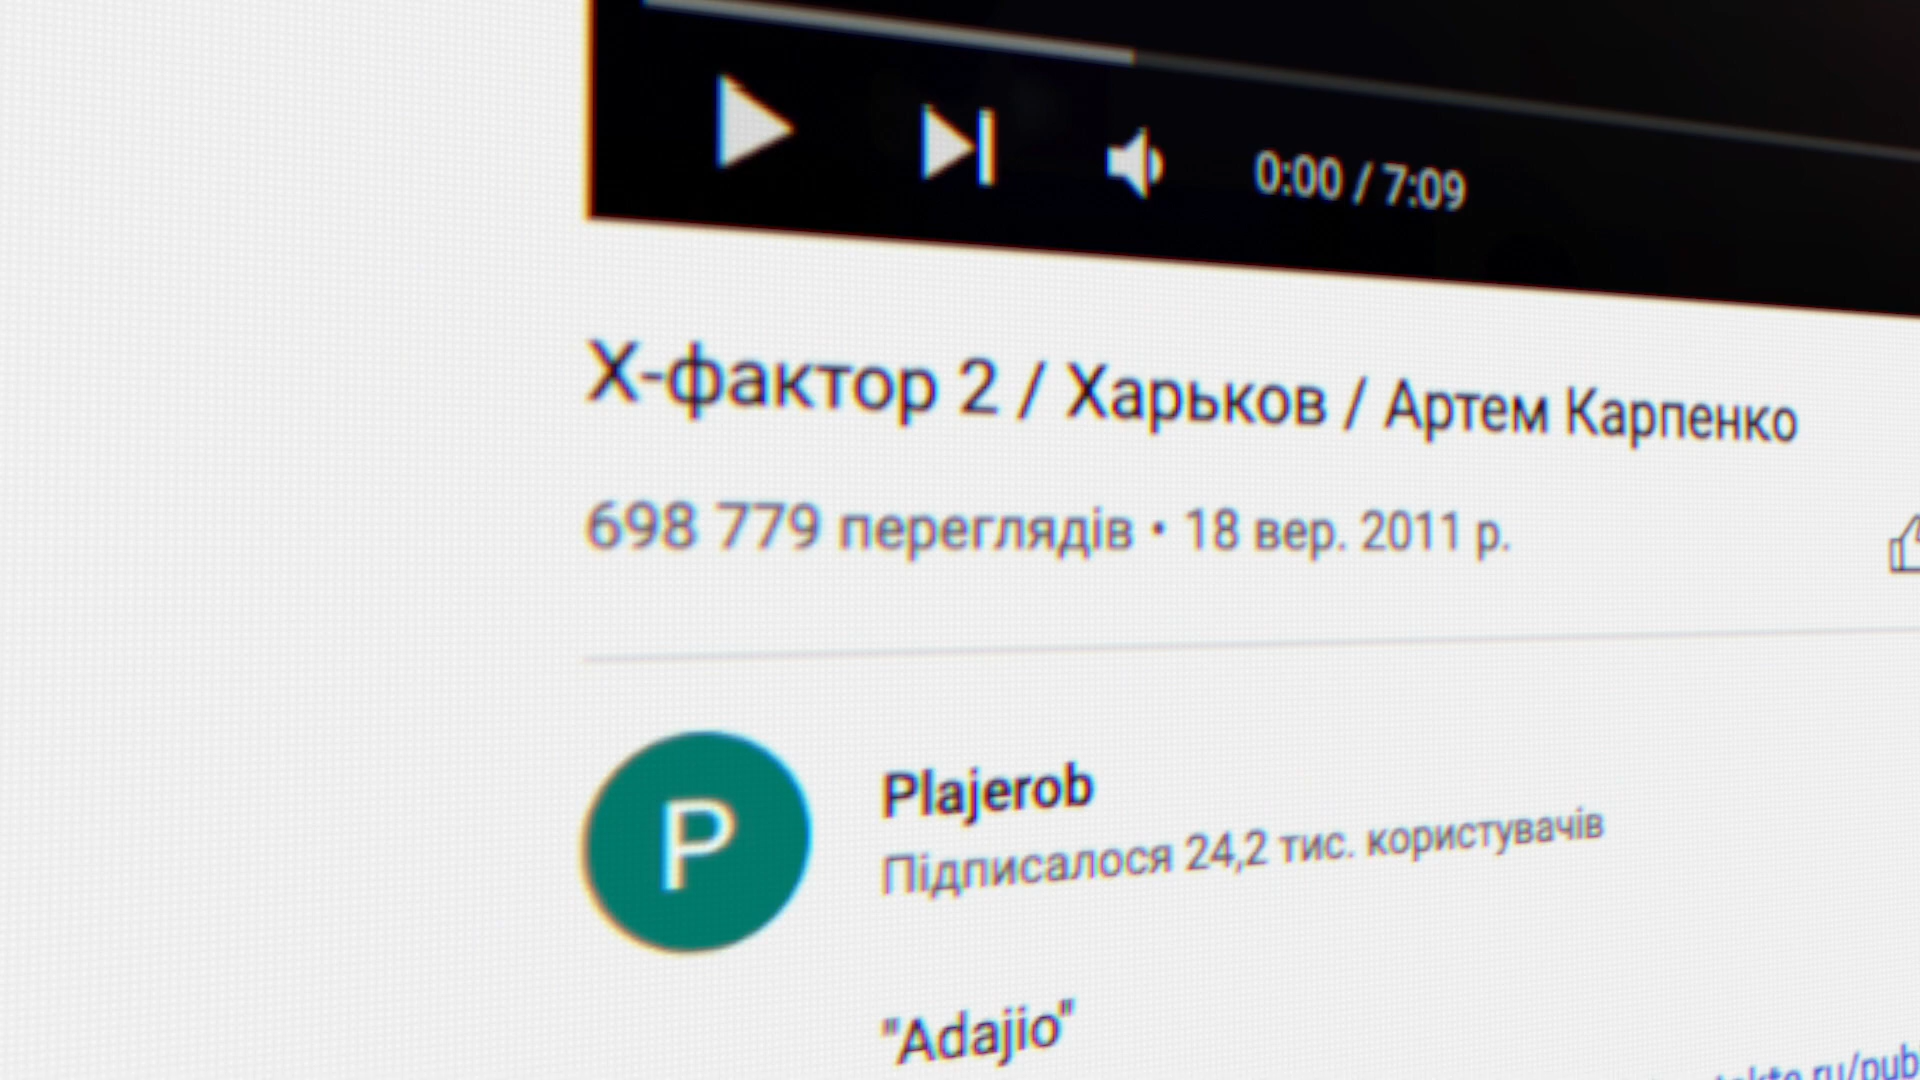 0:00 / 7:09
Х-фактор 2 / Харьков / Артем Карпенко
698 779 переглядів • 18 вер. 2011 р.
P
Plajerob
Підписалося 24,2 тис. користувачів
"Adajio"